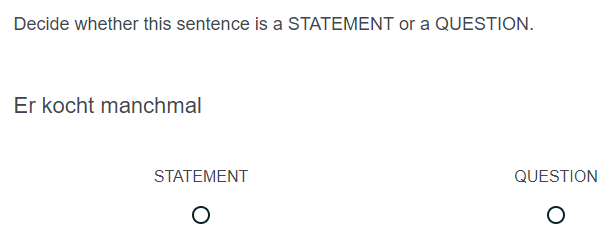 Decide whether this sentence is a STATEMENT or a QUESTION.
Er kocht manchmal
STATEMENT QUESTION